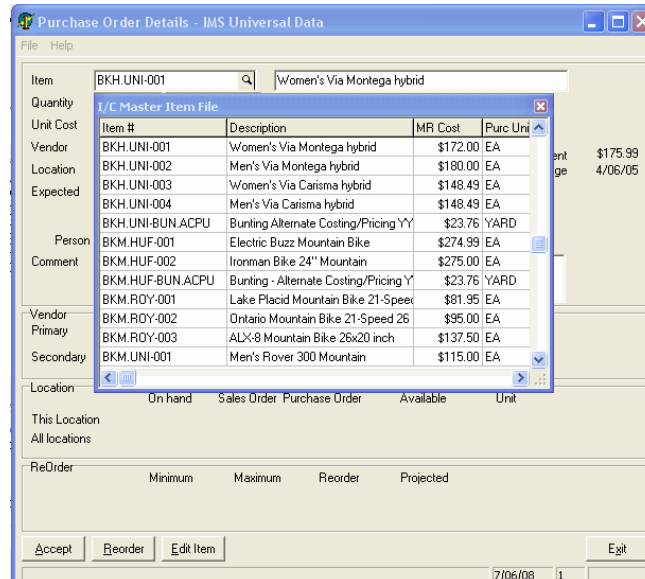 Purchase Order Details - IMS Universal Data
File Help
Item BKH.UNI-001 Women's Via Montega hybrid
Quantity
Unit Cost
Vendor ent $175.99
Location ge 4/06/05
Expected
Person
Comment
I/C Master Item File
Item # Description MR Cost Purc Uni
BKH.UNI-001 Women's Via Montega hybrid $172.00 EA
BKH.UNI-002 Men's Via Montega hybrid $180.00 EA
BKH.UNI-003 Women's Via Carisma hybrid $148.49 EA
BKH.UNI-004 Men's Via Carisma hybrid $148.49 EA
BKH.UNI-BUN.ACPU Bunting Alternate Costing/Pricing YY $23.76 YARD
BKM.HUF-001 Electric Buzz Mountain Bike $274.99 EA
BKM.HUF-002 Ironman Bike 24" Mountain $275.00 EA
BKM.HUF-BUN.ACPU Bunting - Alternate Costing/Pricing Y $23.76 YARD
BKM.ROY-001 Lake Placid Mountain Bike 21-Speed $81.95 EA
BKM.ROY-002 Ontario Mountain Bike 21-Speed 26 $95.00 EA
BKM.ROY-003 ALX-8 Mountain Bike 26x20 inch $137.50 EA
BKM.UNI-001 Men's Rover 300 Mountain $115.00 EA
Vendor
Primary
Secondary
Location
On hand Sales Order Purchase Order Available Unit
This Location
All locations
ReOrder
Minimum Maximum Reorder Projected
Accept Reorder Edit Item Exit
7/06/08 1